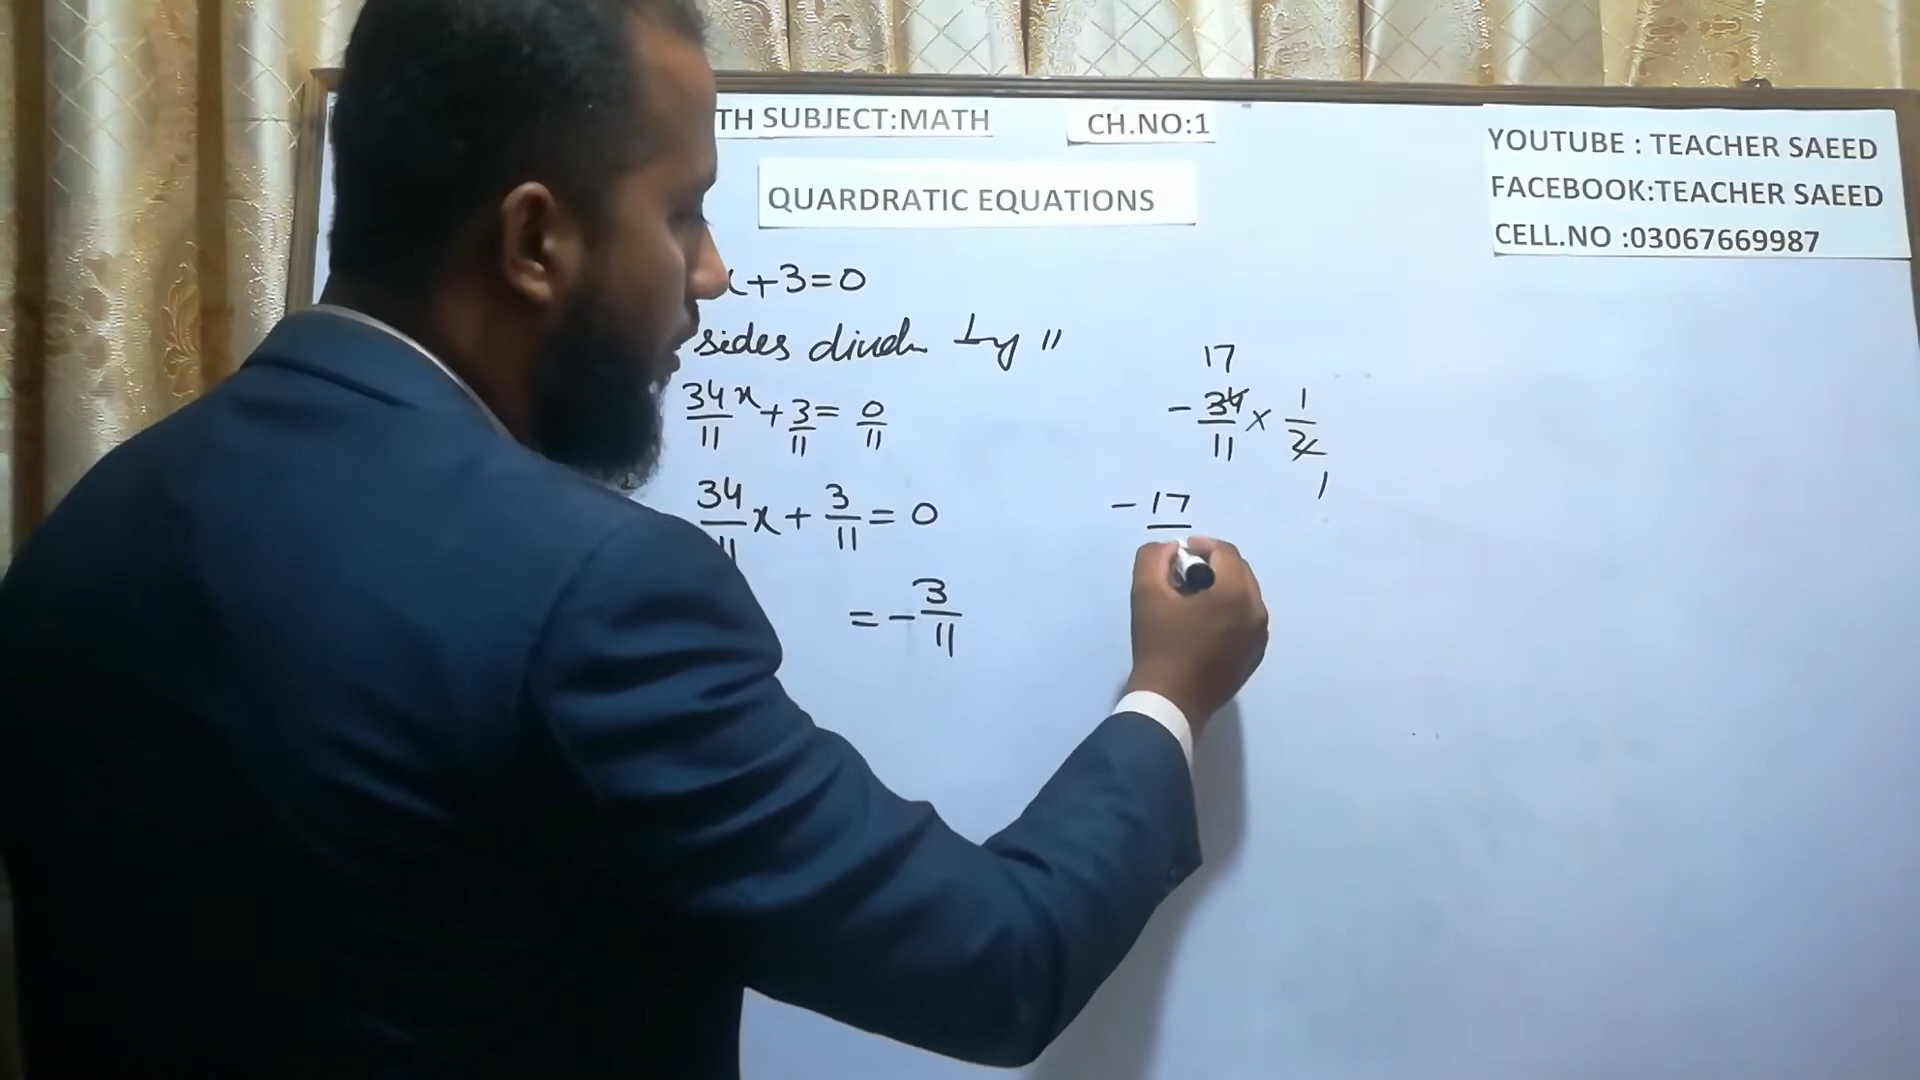 TH SUBJECT:MATH
CH.NO:1
QUARDRATIC EQUATIONS
YOUTUBE : TEACHER SAEED
FACEBOOK:TEACHER SAEED
CELL.NO :03067669987
x+3=0
sides by 11
34x/11 + 3/11 = 0/11
34/11 x + 3/11 = 0
= - 3/11
17
- 34/11 x 1/2
1
- 17